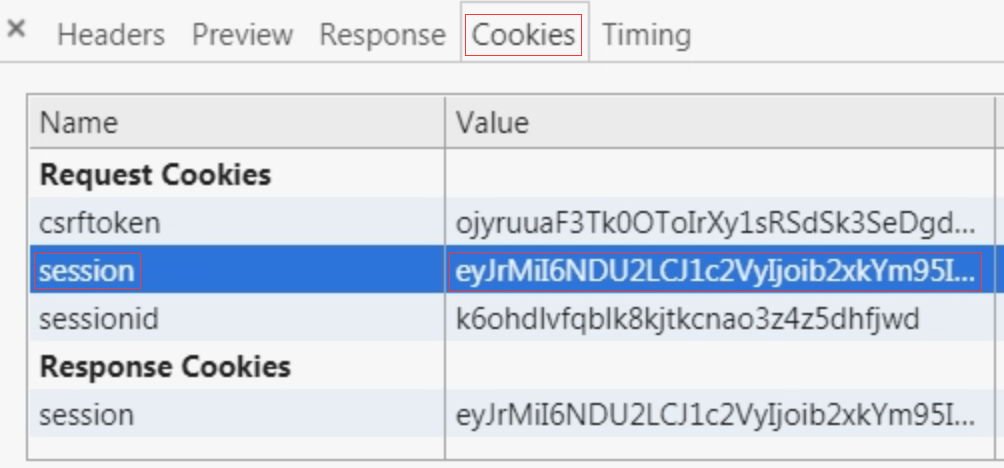 × Headers Preview Response Cookies Timing
Name Value
Request Cookies
csrftoken ojyruuaF3Tk0OToIrXy1sRSdSk3SeDgd...
session eyJrMiI6NDU2LCJ1c2VyIjoib2xkYm95I...
sessionid k6ohdlvfqblk8kjtkcnao3z4z5dhfjwd
Response Cookies
session eyJrMiI6NDU2LCJ1c2VyIjoib2xkYm95I...